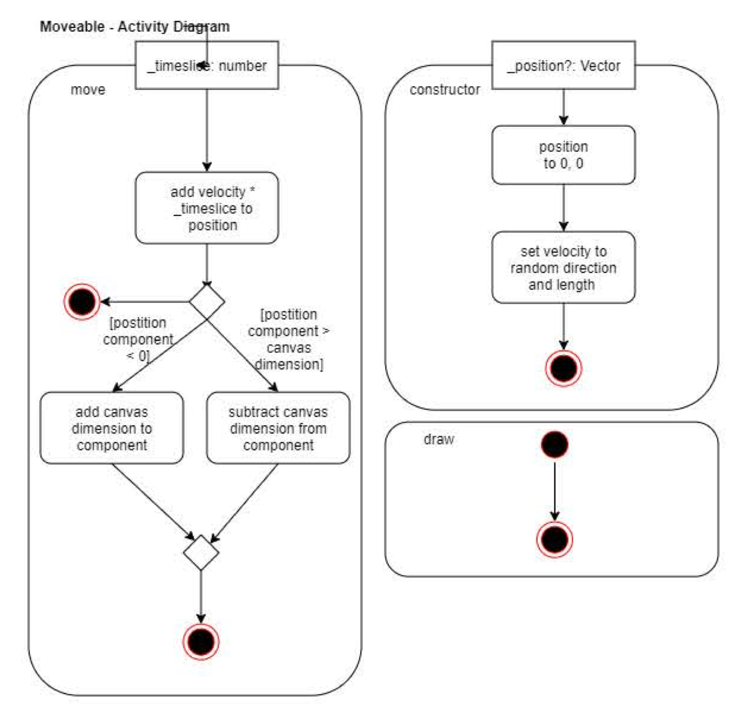 Moveable - Activity Diagram
_timeslice: number
move
add velocity *
_timeslice to
position
[postition
component
< 0]
[postition
component >
canvas
dimension]
add canvas
dimension to
component
subtract canvas
dimension from
component
_position?: Vector
constructor
position
to 0, 0
set velocity to
random direction
and length
draw